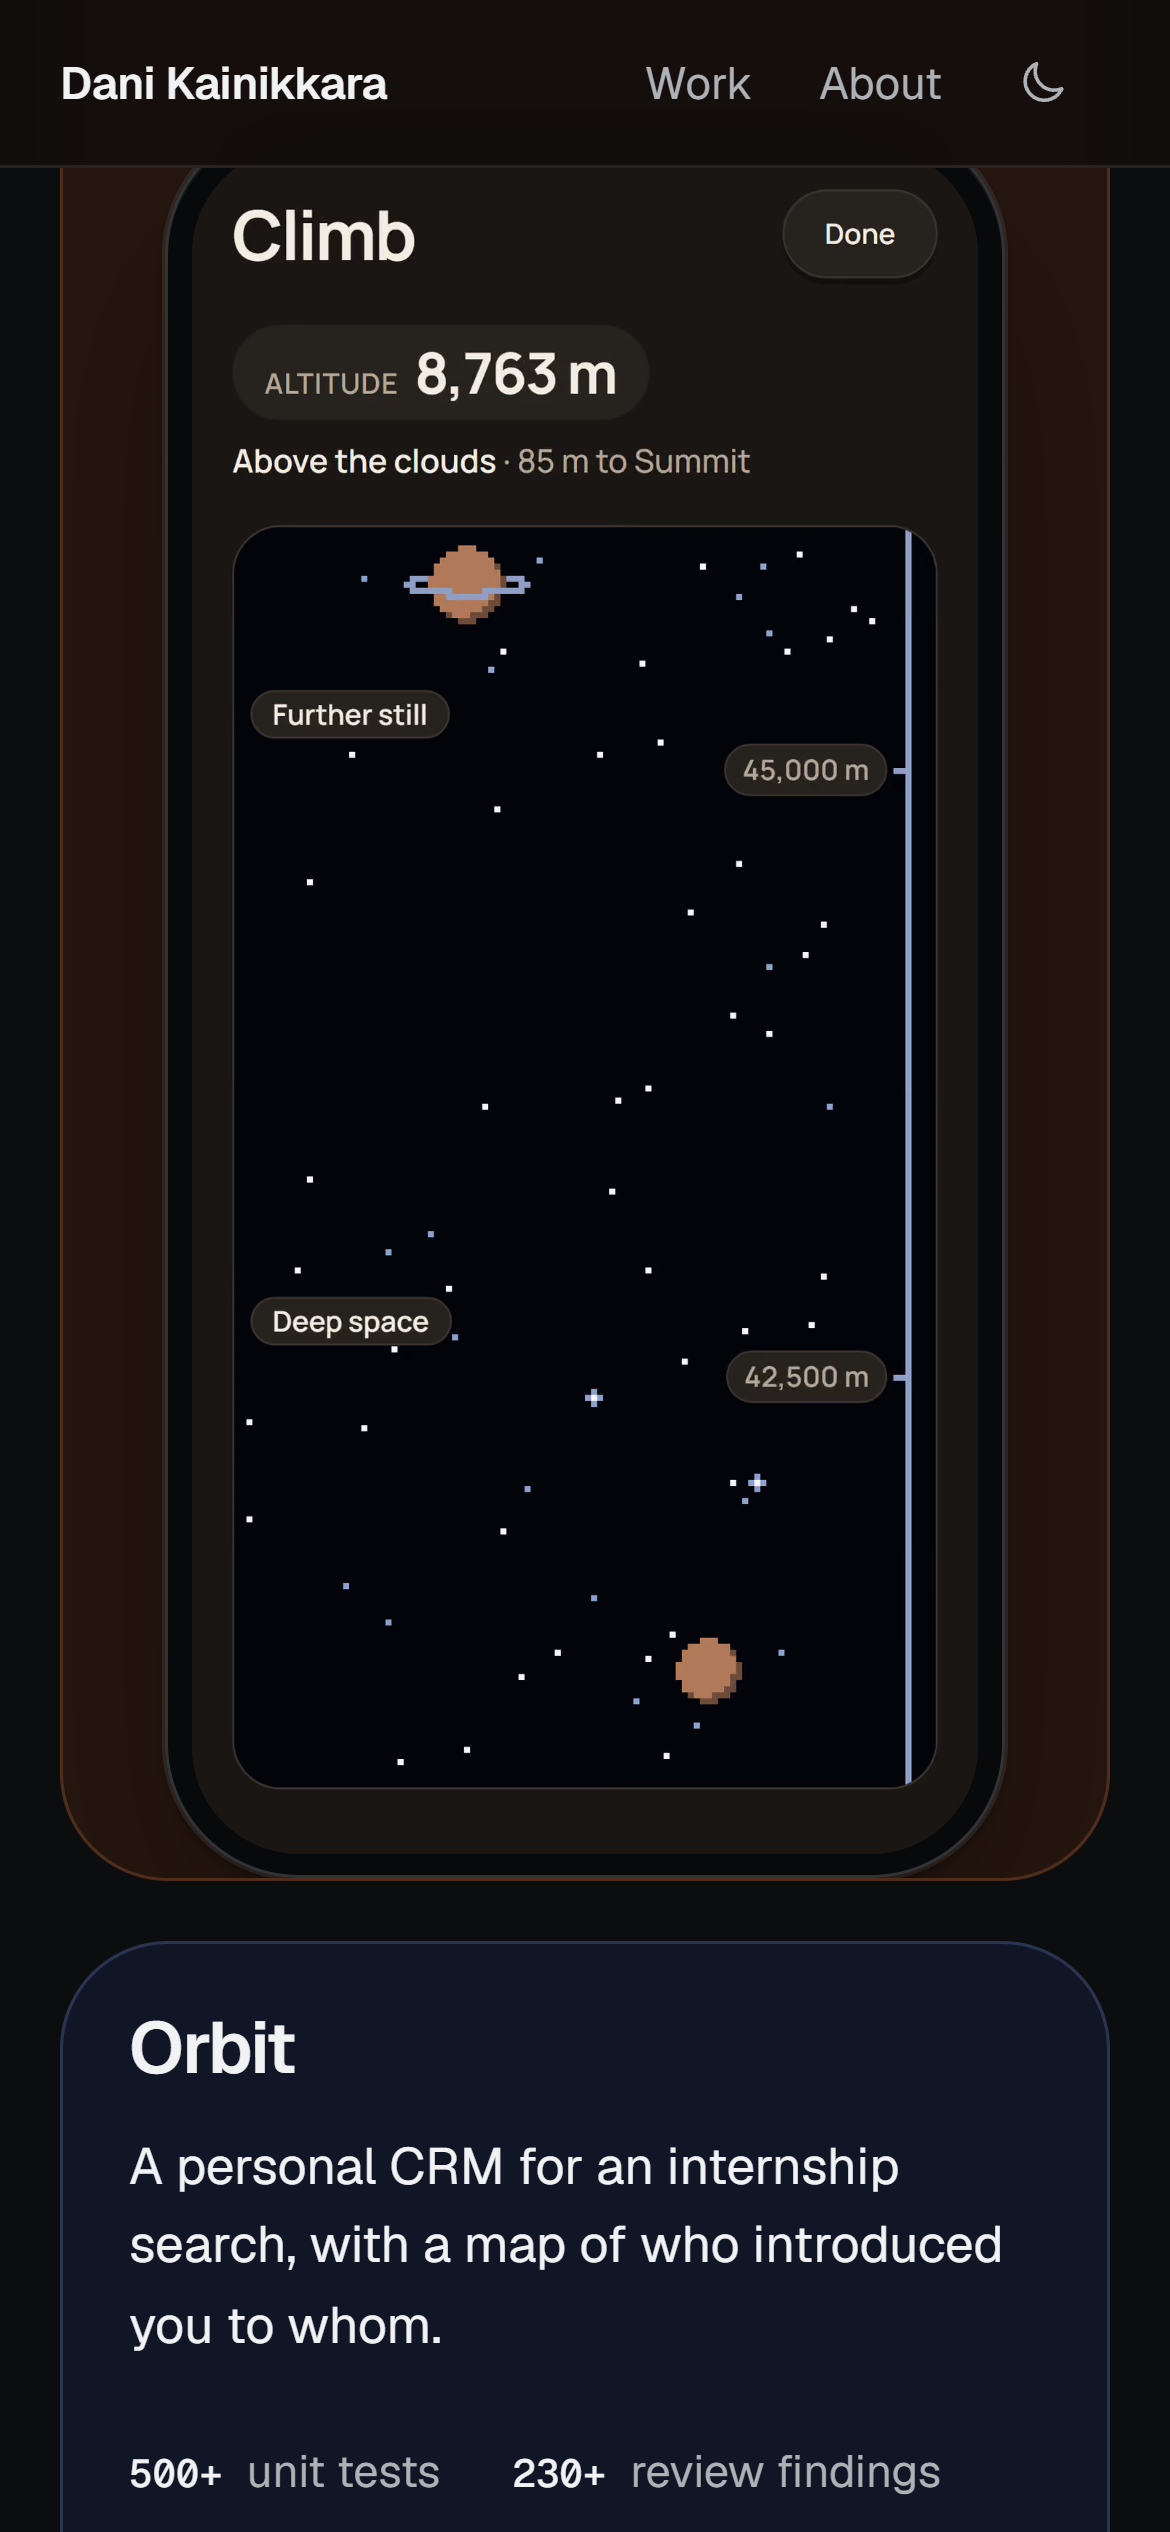 Dani Kainikkara
Work
About
Climb
Done
ALTITUDE 8,763 m
Above the clouds · 85 m to Summit
Further still
45,000 m
Deep space
42,500 m
Orbit
A personal CRM for an internship
search, with a map of who introduced
you to whom.
500+ unit tests
230+ review findings